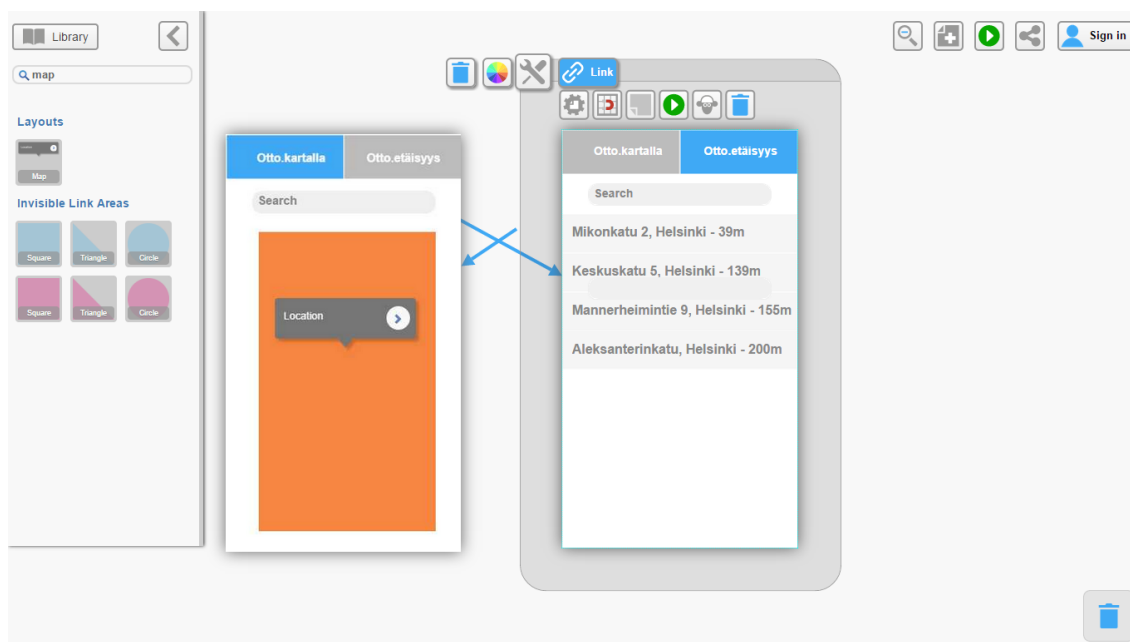 Library
map
Layouts
Map
Invisible Link Areas
Square Triangle Circle
Square Triangle Circle
Sign in
Link
Otto.kartalla Otto.etäisyys
Search
Location
Otto.kartalla Otto.etäisyys
Search
Mikonkatu 2, Helsinki - 39m
Keskuskatu 5, Helsinki - 139m
Mannerheimintie 9, Helsinki - 155m
Aleksanterinkatu, Helsinki - 200m